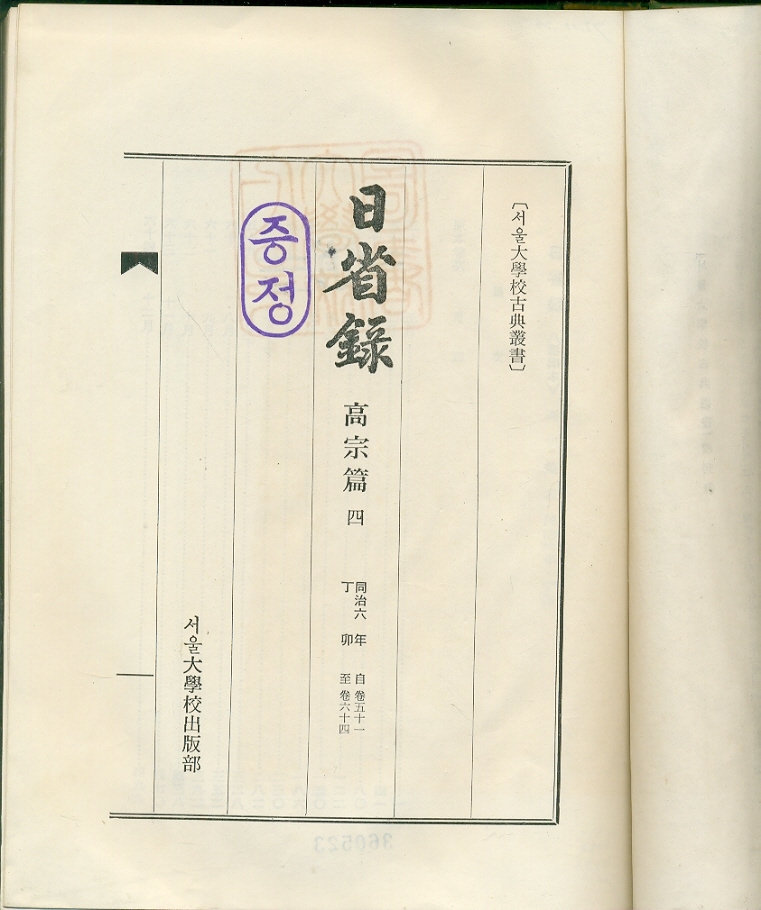 〔서울大學校古典叢書〕
日省錄
高宗篇 四
同治六年
丁卯
自卷五十一
至卷六十四
증정
서울大學校出版部